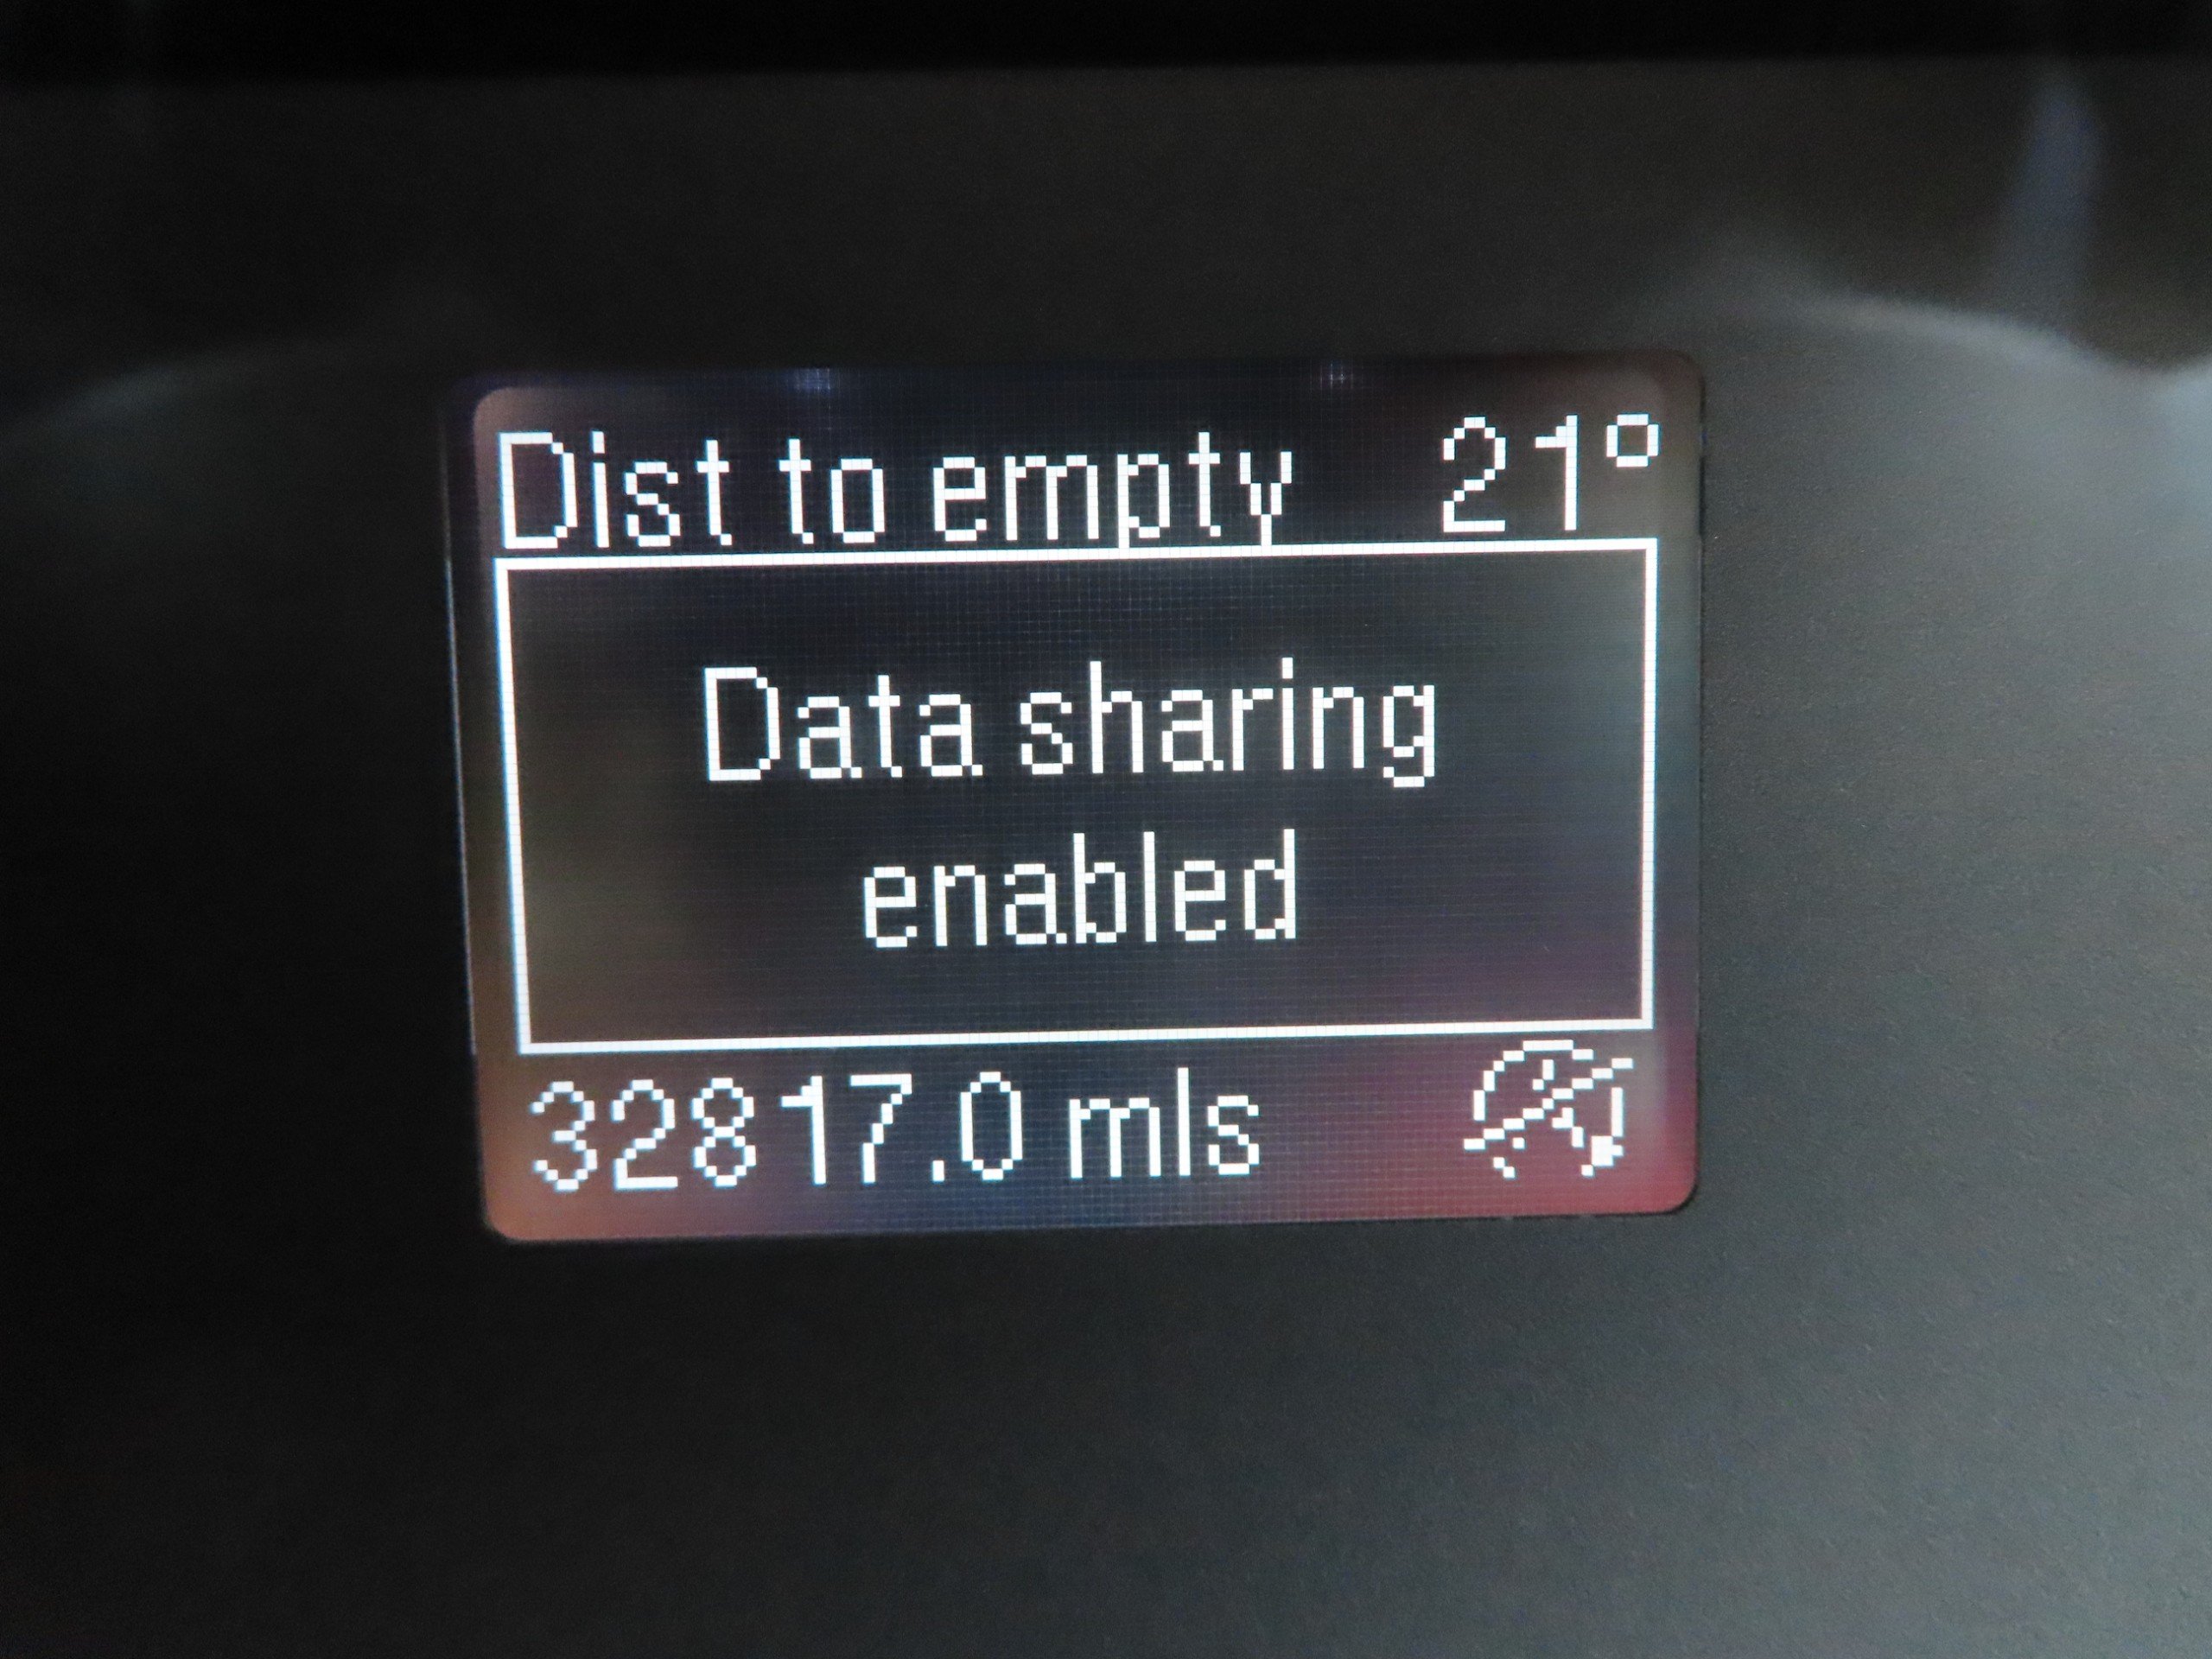 Dist to empty 21°
Data sharing
enabled
32817.0 mls